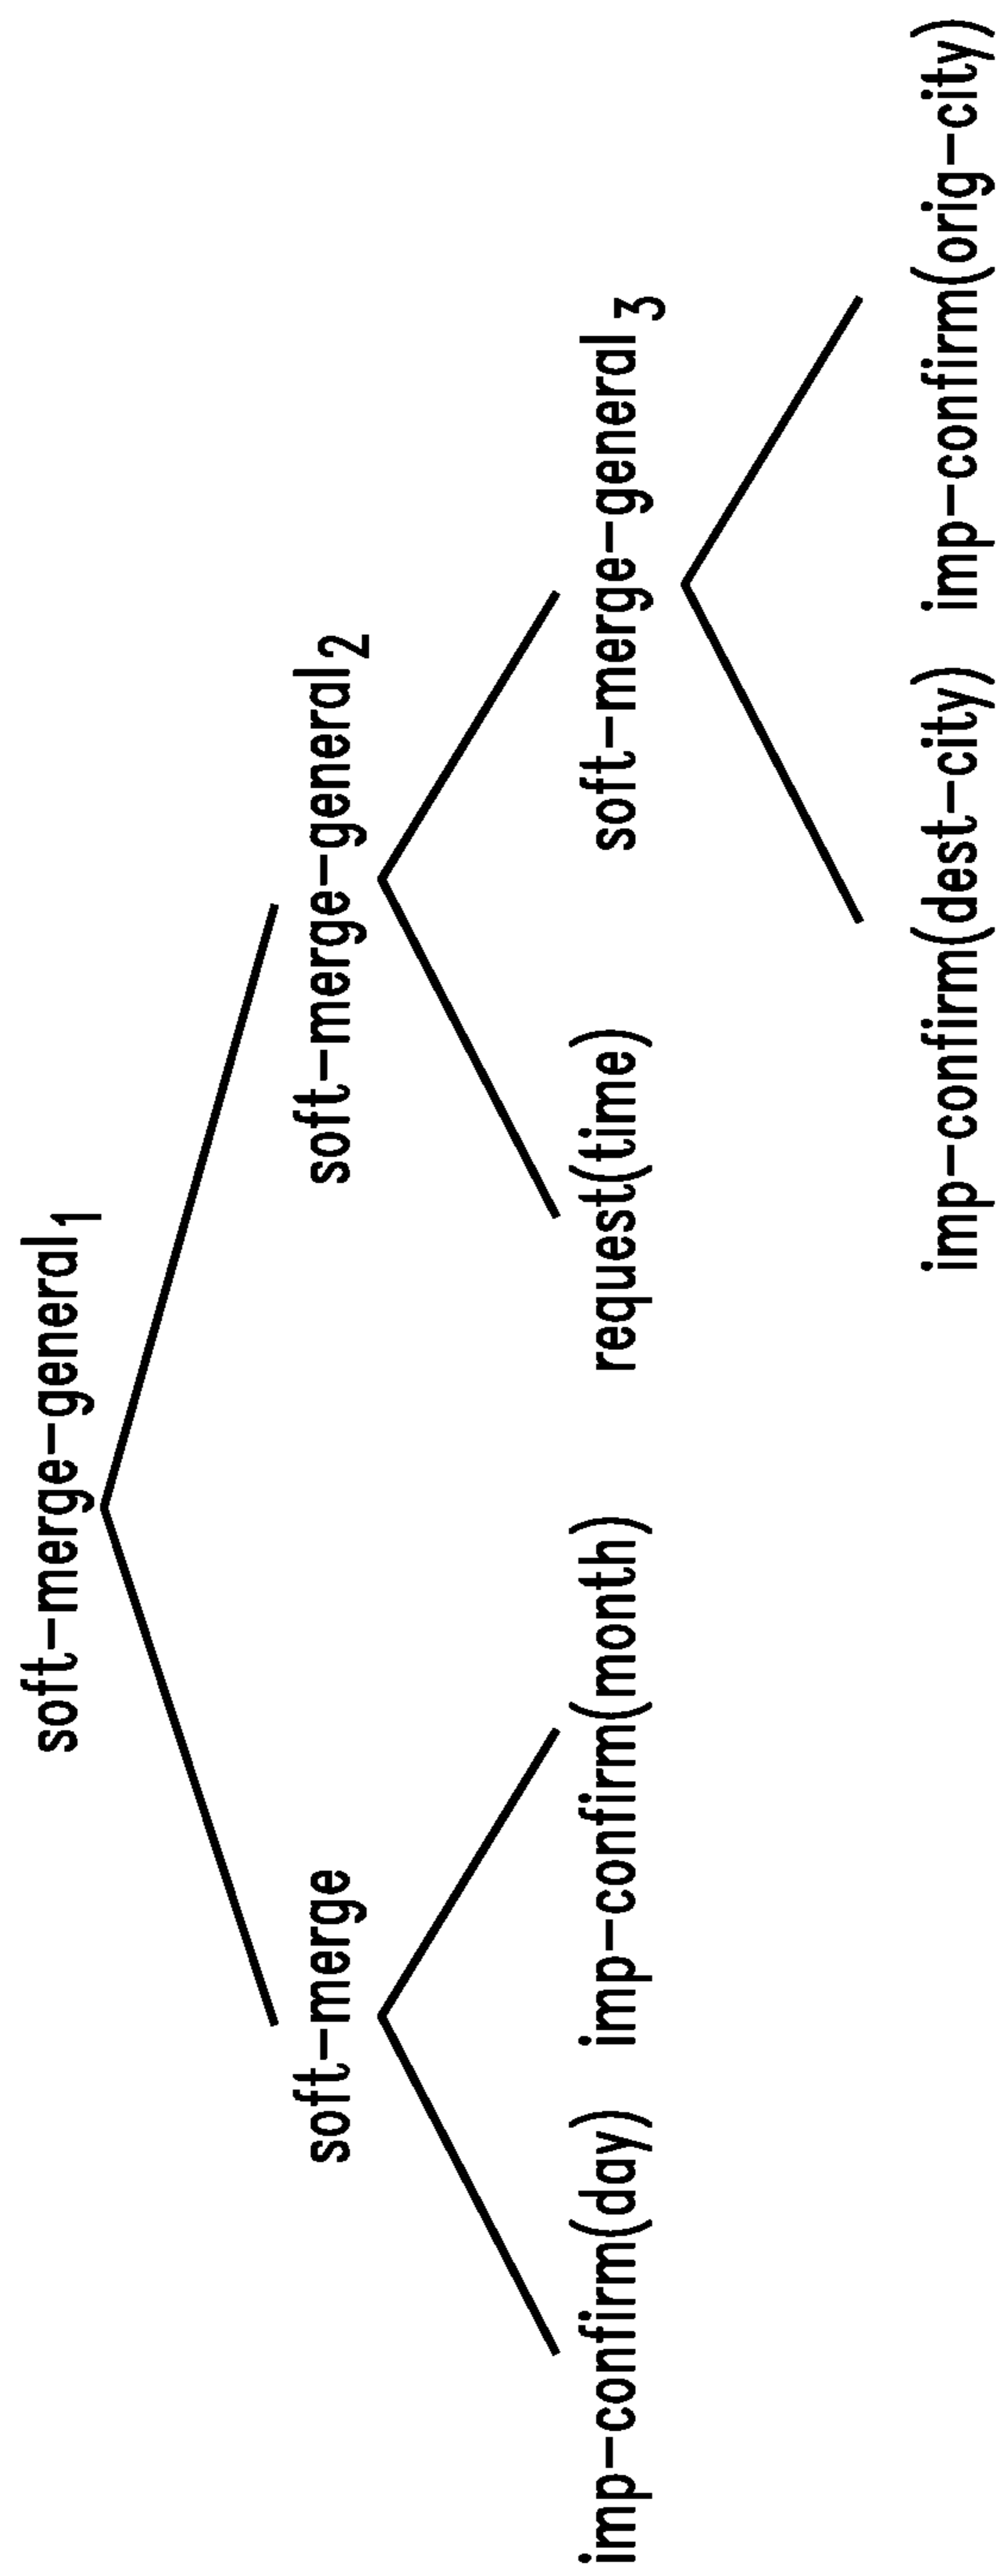 soft-merge-general1
soft-merge
soft-merge-general2
imp-confirm(day)
imp-confirm(month)
request(time)
soft-merge-general3
imp-confirm(dest-city)
imp-confirm(orig-city)